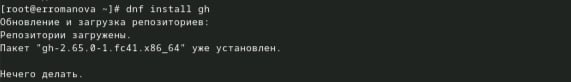 [root@erromanova ~]# dnf install gh
Обновление и загрузка репозиториев:
Репозитории загружены.
Пакет "gh-2.65.0-1.fc41.x86_64" уже установлен.
Нечего делать.